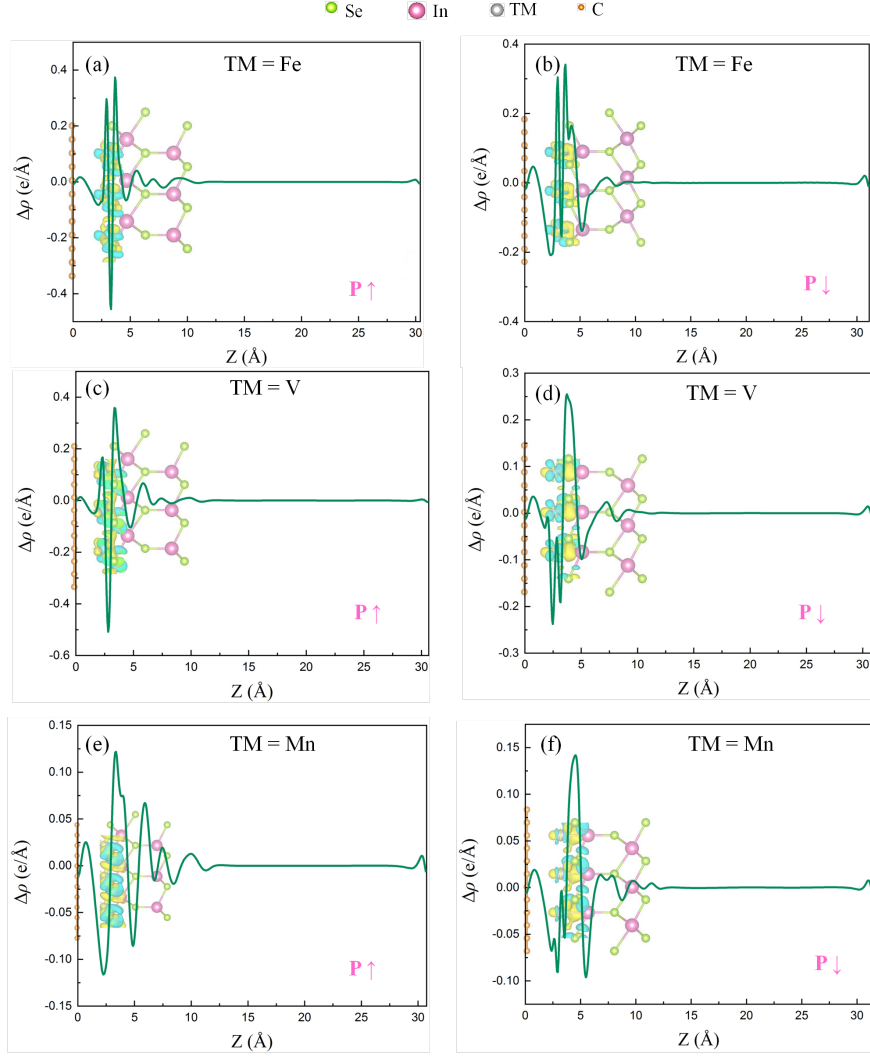 Se In TM C
(a) TM = Fe
Δρ (e/Å)
0.4
0.2
0.0
-0.2
-0.4
P ↑
0 5 10 15 20 25 30
Z (Å)
(b) TM = Fe
Δρ (e/Å)
0.4
0.2
0.0
-0.2
-0.4
P ↓
0 5 10 15 20 25 30
Z (Å)
(c) TM = V
Δρ (e/Å)
0.4
0.2
0.0
-0.2
-0.4
-0.6
P ↑
0 5 10 15 20 25 30
Z (Å)
(d) TM = V
Δρ (e/Å)
0.3
0.2
0.1
0.0
-0.1
-0.2
-0.3
P ↓
0 5 10 15 20 25 30
Z (Å)
(e) TM = Mn
Δρ (e/Å)
0.15
0.10
0.05
0.00
-0.05
-0.10
-0.15
P ↑
0 5 10 15 20 25 30
Z (Å)
(f) TM = Mn
Δρ (e/Å)
0.15
0.10
0.05
0.00
-0.05
-0.10
P ↓
0 5 10 15 20 25 30
Z (Å)